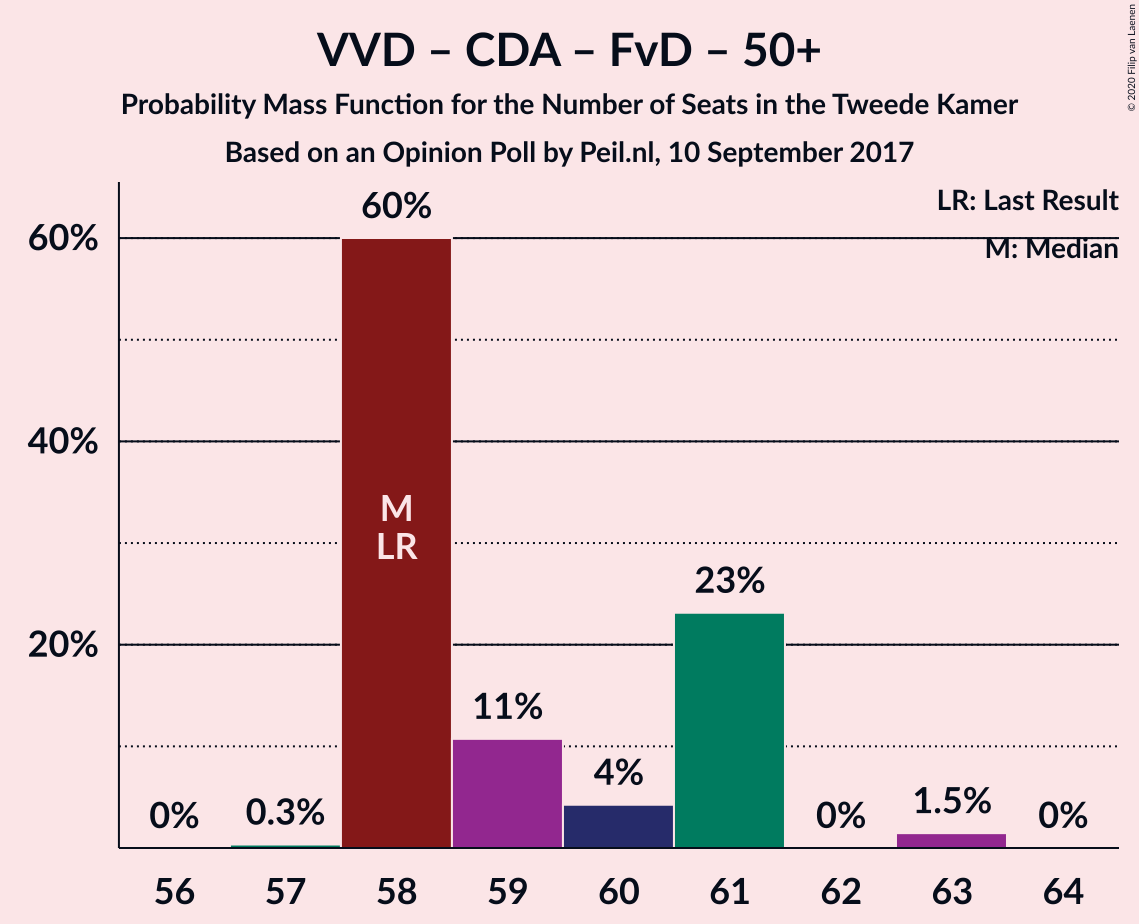 VVD – CDA – FvD – 50+
Probability Mass Function for the Number of Seats in the Tweede Kamer
Based on an Opinion Poll by Peil.nl, 10 September 2017
© 2020 Filip van Laenen
LR: Last Result
M: Median
60%
40%
20%
0%
0.3%
60%
11%
4%
23%
0%
1.5%
0%
M
LR
56 57 58 59 60 61 62 63 64